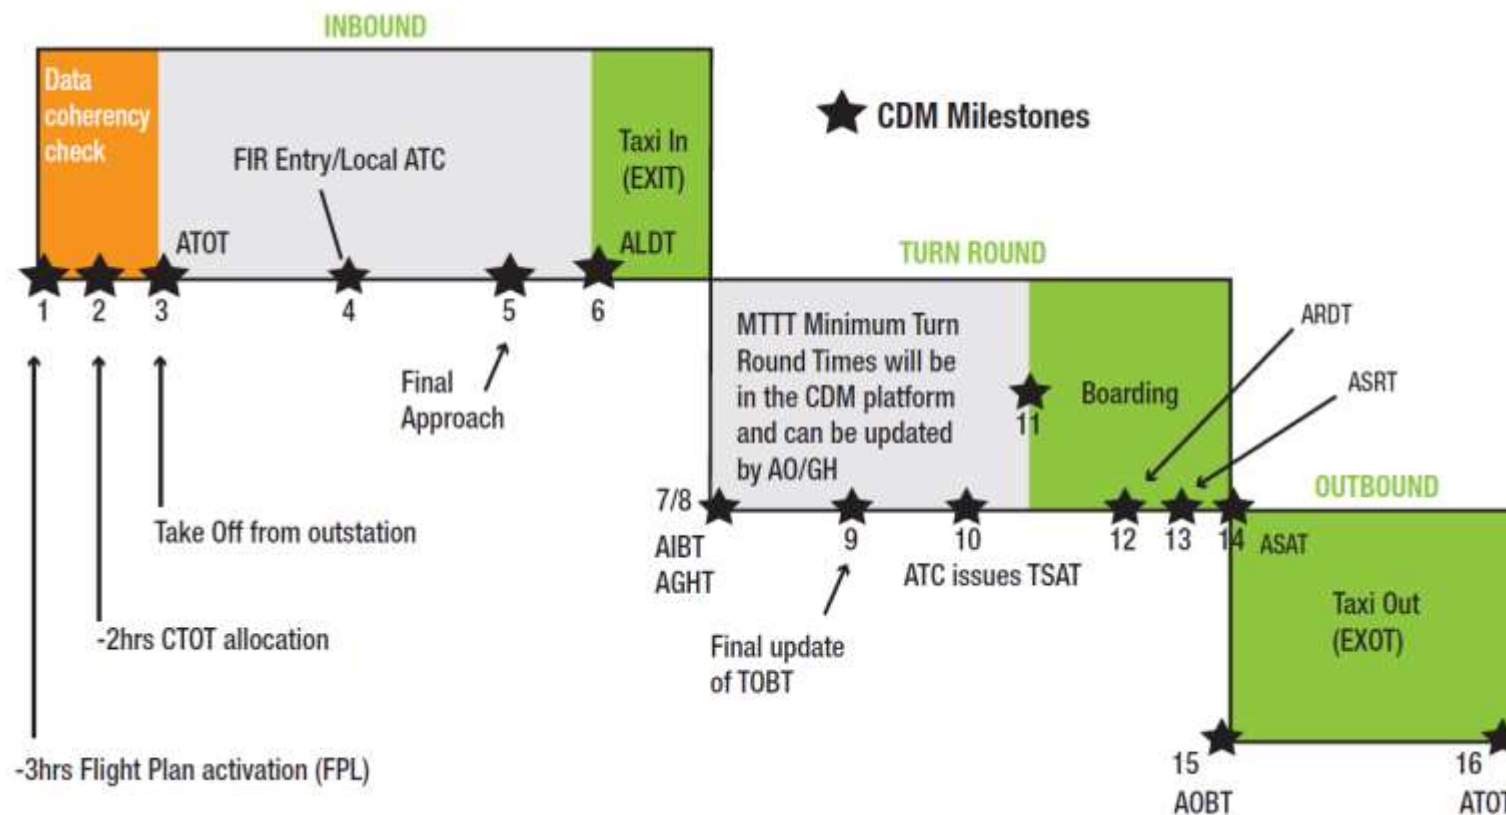 INBOUND
Data
coherency
check
FIR Entry/Local ATC
Taxi In
(EXIT)
ATOT
ALDT
1
2
3
4
5
6
CDM Milestones
Final
Approach
Take Off from outstation
-2hrs CTOT allocation
-3hrs Flight Plan activation (FPL)
TURN ROUND
MTTT Minimum Turn
Round Times will be
in the CDM platform
and can be updated
by AO/GH
11
Boarding
ARDT
ASRT
7/8
AIBT
AGHT
9
10
12
13
14
ATC issues TSAT
Final update
of TOBT
OUTBOUND
ASAT
Taxi Out
(EXOT)
15
AOBT
16
ATOT